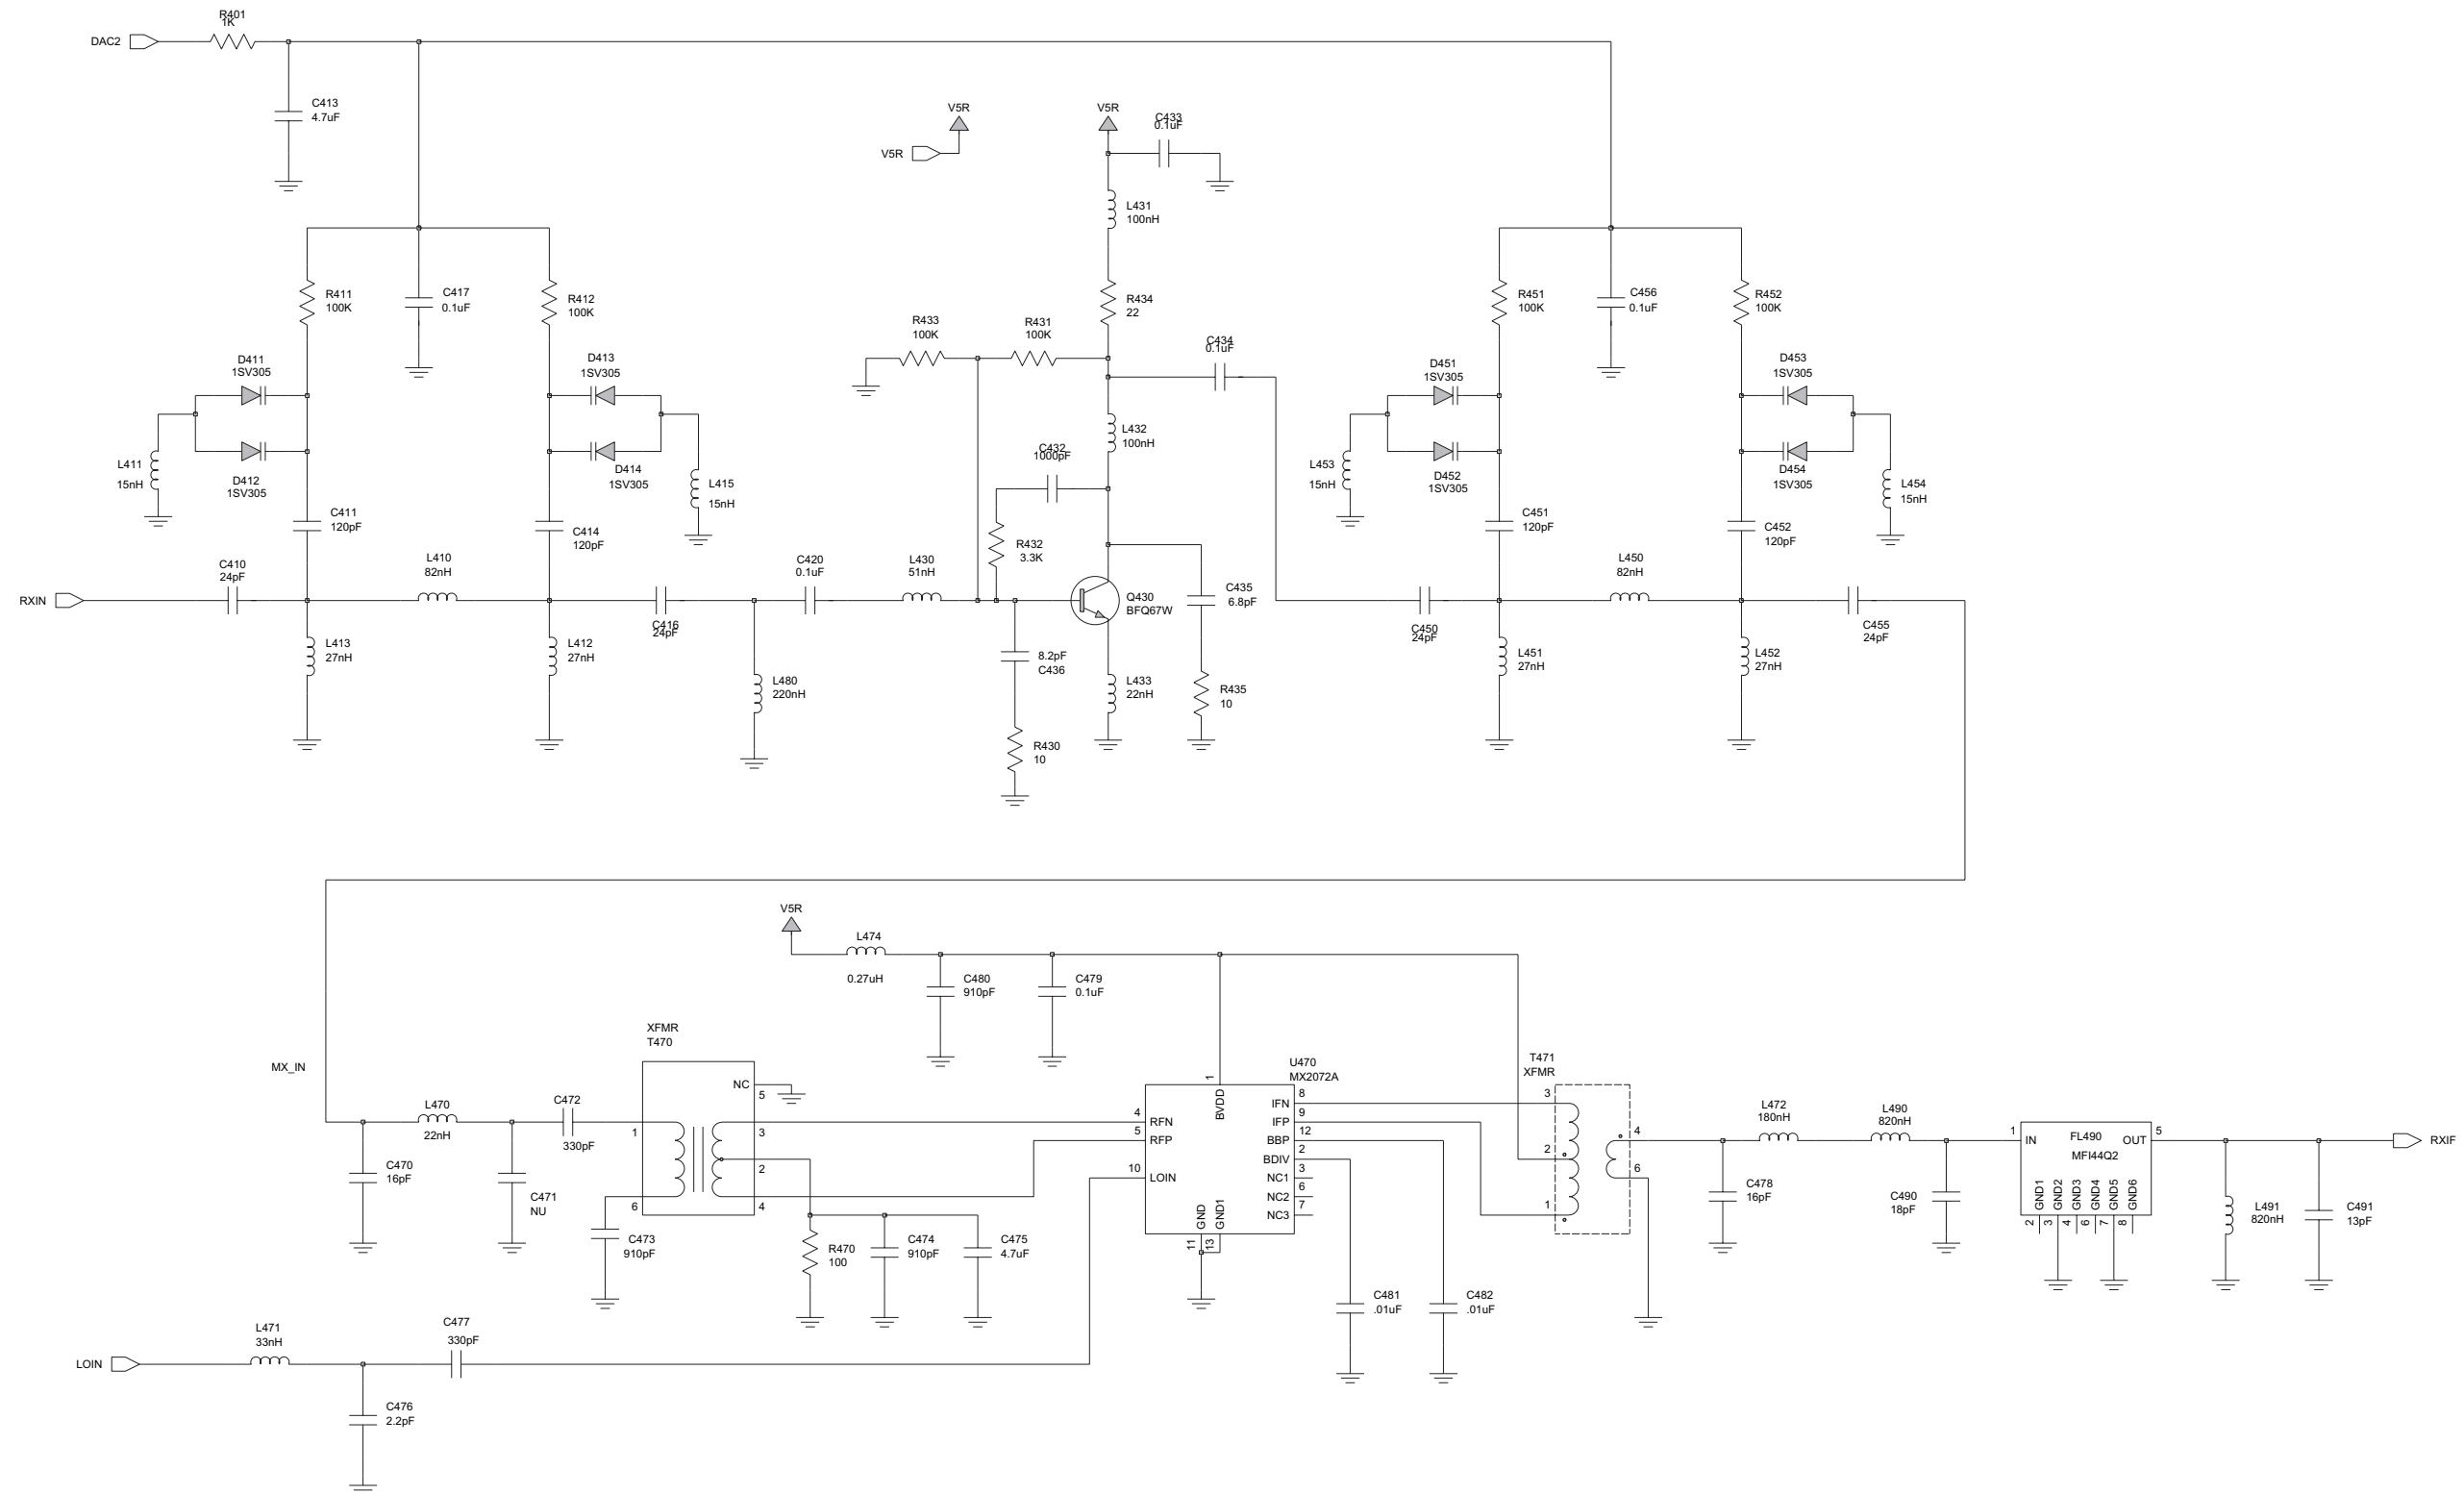 R401
1K
DAC2
C413
4.7uF
V5R
V5R
V5R
C433
0.1uF
L431
100nH
R411
100K
C417
0.1uF
R412
100K
R434
22
R433
100K
R431
100K
C434
0.1uF
R451
100K
C456
0.1uF
R452
100K
D411
1SV305
D413
1SV305
D451
1SV305
D453
1SV305
L432
100nH
C432
1000pF
L411
15nH
D412
1SV305
D414
1SV305
L415
15nH
L453
15nH
D452
1SV305
D454
1SV305
L454
15nH
C411
120pF
C414
120pF
R432
3.3K
C451
120pF
C452
120pF
RXIN
C410
24pF
L410
82nH
C420
0.1uF
L430
51nH
Q430
BFQ67W
C435
6.8pF
L450
82nH
C416
24pF
C450
24pF
C455
24pF
L413
27nH
L412
27nH
8.2pF
C436
L451
27nH
L452
27nH
L480
220nH
L433
22nH
R435
10
R430
10
V5R
L474
0.27uH
C480
910pF
C479
0.1uF
XFMR
T470
MX_IN
NC
5
U470
MX2072A
T471
XFMR
1
BVDD
8
IFN
3
L470
22nH
C472
330pF
1
3
4
RFN
5
RFP
10
LOIN
9
IFP
12
BBP
2
BDIV
3
NC1
6
NC2
7
NC3
2
4
6
1
L472
180nH
L490
820nH
1
IN
FL490
MFI44Q2
OUT
5
RXIF
C470
16pF
C471
NU
2
6
4
C473
910pF
R470
100
C474
910pF
C475
4.7uF
GND
GND1
11
13
C478
16pF
C490
18pF
GND1
GND2
GND3
GND4
GND5
GND6
2
3
4
6
7
8
L491
820nH
C491
13pF
C481
.01uF
C482
.01uF
LOIN
L471
33nH
C477
330pF
C476
2.2pF